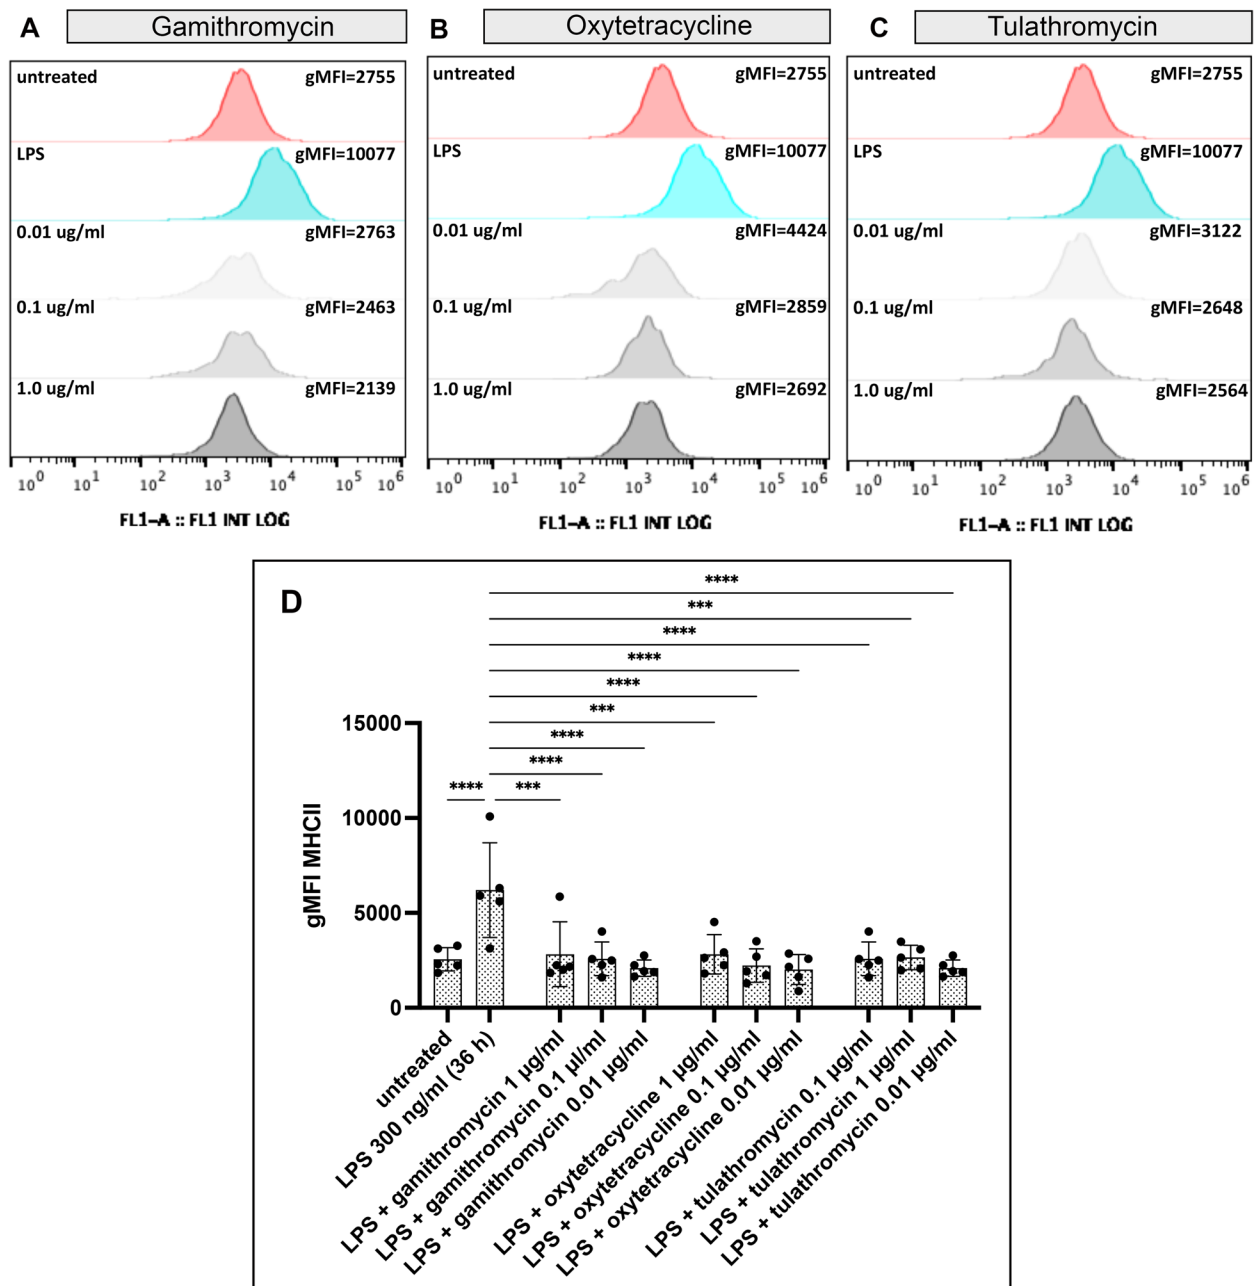 A Gamithromycin
untreated gMFI=2755
LPS gMFI=10077
0.01 ug/ml gMFI=2763
0.1 ug/ml gMFI=2463
1.0 ug/ml gMFI=2139
10^0 10^1 10^2 10^3 10^4 10^5 10^6
FL1-A :: FL1 INT LOG
B Oxytetracycline
untreated gMFI=2755
LPS gMFI=10077
0.01 ug/ml gMFI=4424
0.1 ug/ml gMFI=2859
1.0 ug/ml gMFI=2692
10^0 10^1 10^2 10^3 10^4 10^5 10^6
FL1-A :: FL1 INT LOG
C Tulathromycin
untreated gMFI=2755
LPS gMFI=10077
0.01 ug/ml gMFI=3122
0.1 ug/ml gMFI=2648
1.0 ug/ml gMFI=2564
10^0 10^1 10^2 10^3 10^4 10^5 10^6
FL1-A :: FL1 INT LOG
D
****
***
****
****
****
***
****
****
**** ***
15000
10000
5000
0
gMFI MHCII
untreated
LPS 300 ng/ml (36 h)
LPS + gamithromycin 1 µg/ml
LPS + gamithromycin 0.1 µl/ml
LPS + gamithromycin 0.01 µg/ml
LPS + oxytetracycline 1 µg/ml
LPS + oxytetracycline 0.1 µg/ml
LPS + oxytetracycline 0.01 µg/ml
LPS + tulathromycin 0.1 µg/ml
LPS + tulathromycin 1 µg/ml
LPS + tulathromycin 0.01 µg/ml